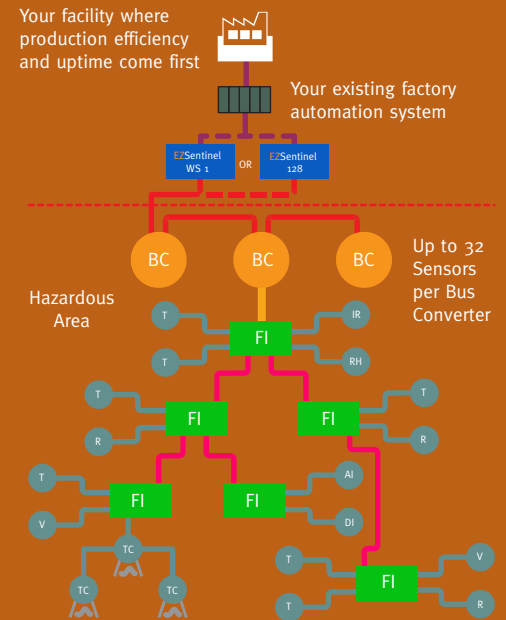 Your facility where
production efficiency
and uptime come first
Your existing factory
automation system
EZSentinel
WS 1
OR
EZSentinel
128
BC
BC
BC
Up to 32
Sensors
per Bus
Converter
Hazardous
Area
T
IR
FI
T
RH
T
T
FI
FI
R
R
T
AI
FI
FI
V
DI
TC
T
V
FI
TC
TC
T
R